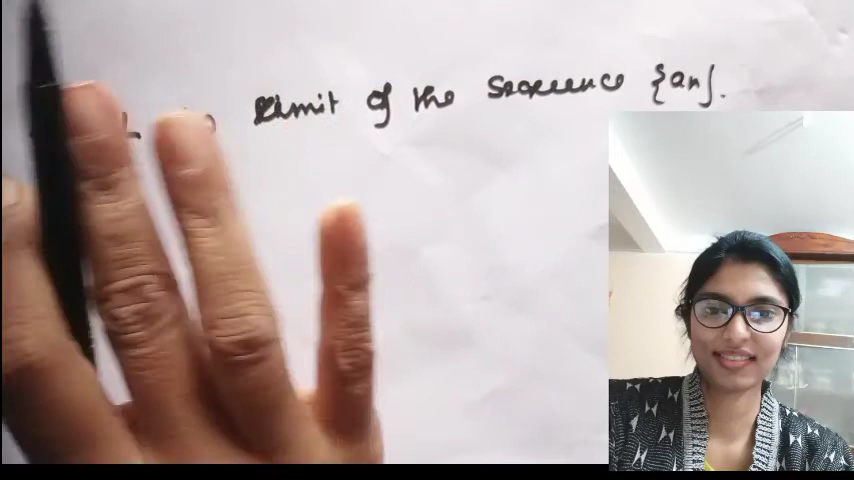 Limit of the sequence {an}.